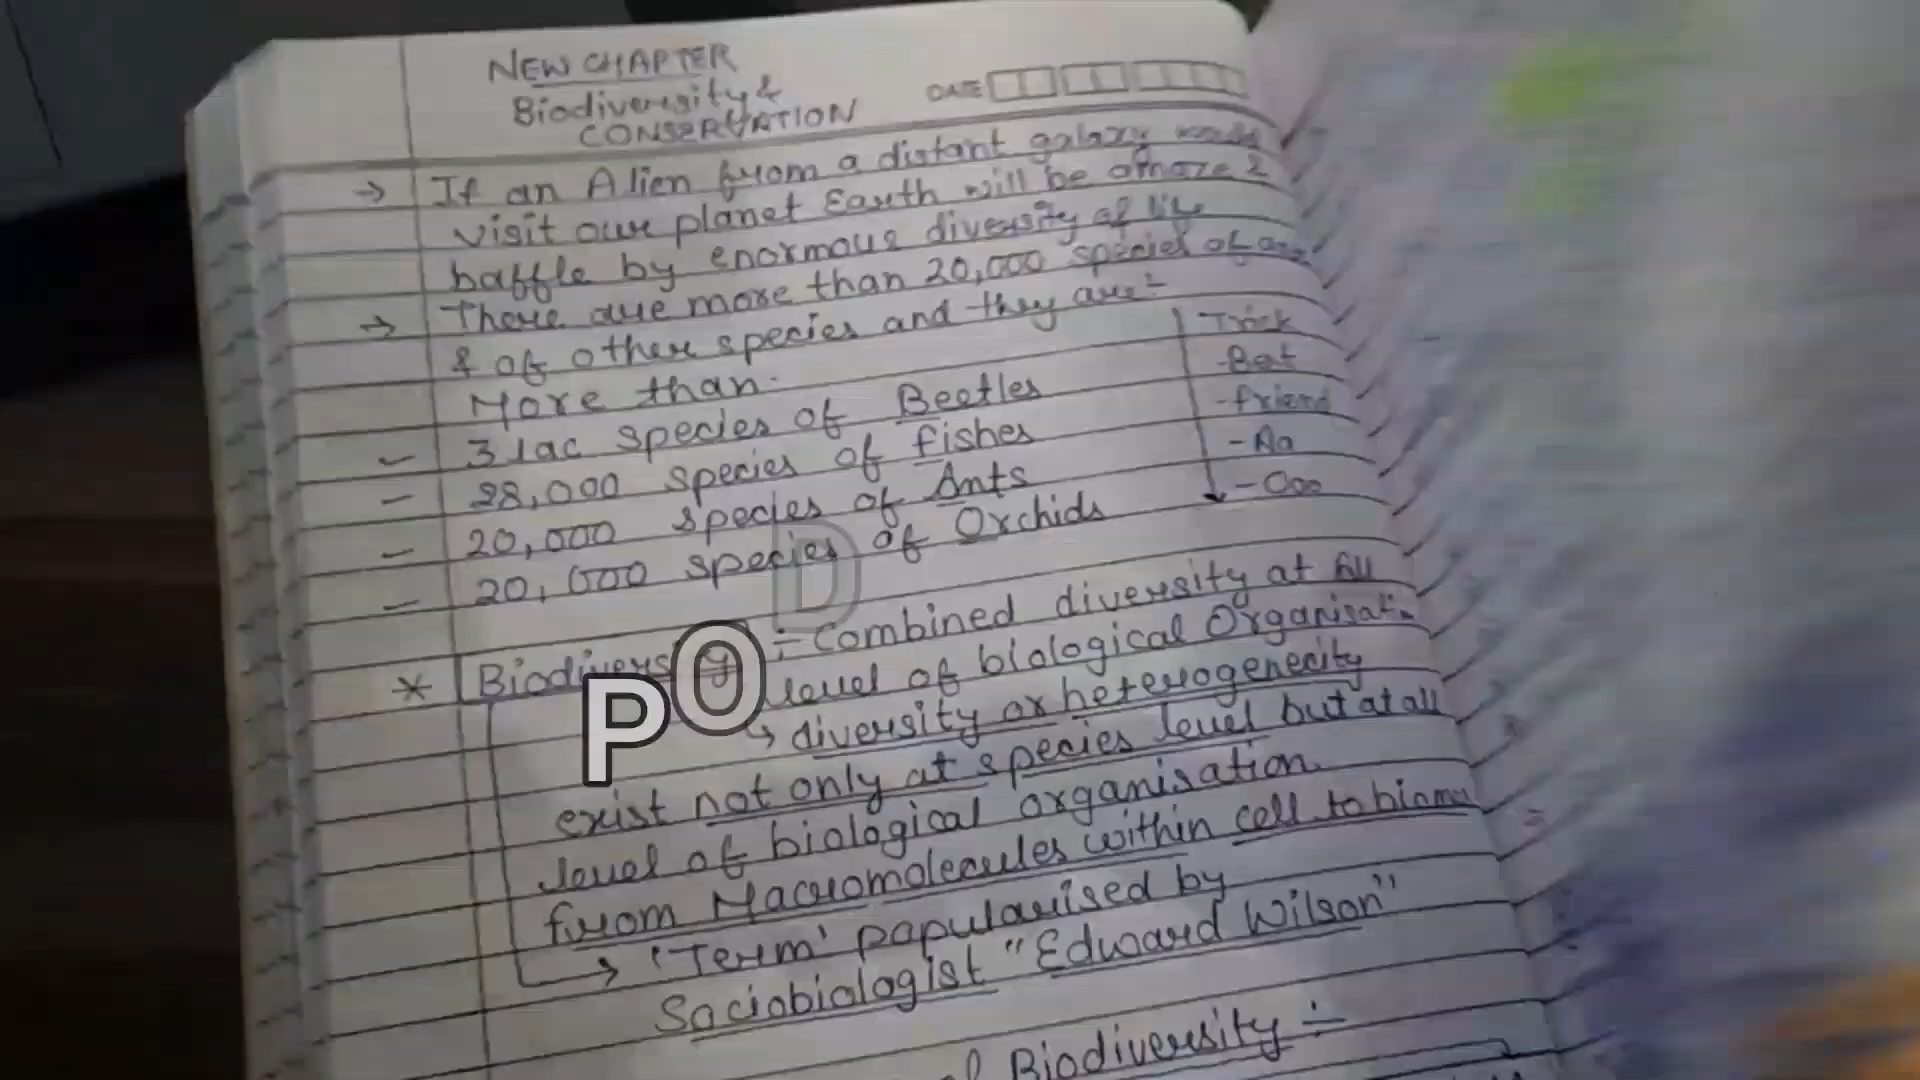 NEW CHAPTER
Biodiversity &
CONSERVATION
DATE
→ If an Alien from a distant galaxy
visit our planet Earth will be amaze &
baffle by enormous diversity of life
→ There are more than 20,000 species of
& of other species and they are :-
More than -
- 3 lac species of Beetles
- 28,000 species of fishes
- 20,000 species of Ants
- 20,000 species of Orchids
Trick
- Bat
- friend
- Aa
- Ooo
* Biodiversity :- Combined diversity at All
level of biological Organisation
→ diversity or heterogenecity
exist not only at species level but at all
level of biological organisation.
from Macromolecules within cell to biomes
→ 'Term' papularised by
Sociobiologist "Edward Wilson"
Biodiversity :-
P O D